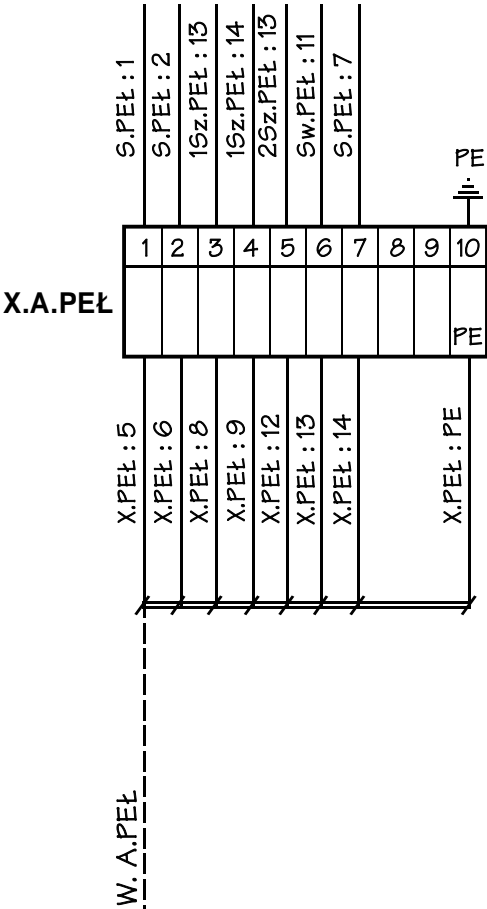 S.PEŁ : 1
S.PEŁ : 2
1Sz.PEŁ : 13
1Sz.PEŁ : 14
2Sz.PEŁ : 13
Sw.PEŁ : 11
S.PEŁ : 7
PE
1 2 3 4 5 6 7 8 9 10
X.A.PEŁ
PE
X.PEŁ : 5
X.PEŁ : 6
X.PEŁ : 8
X.PEŁ : 9
X.PEŁ : 12
X.PEŁ : 13
X.PEŁ : 14
X.PEŁ : PE
W. A.PEŁ